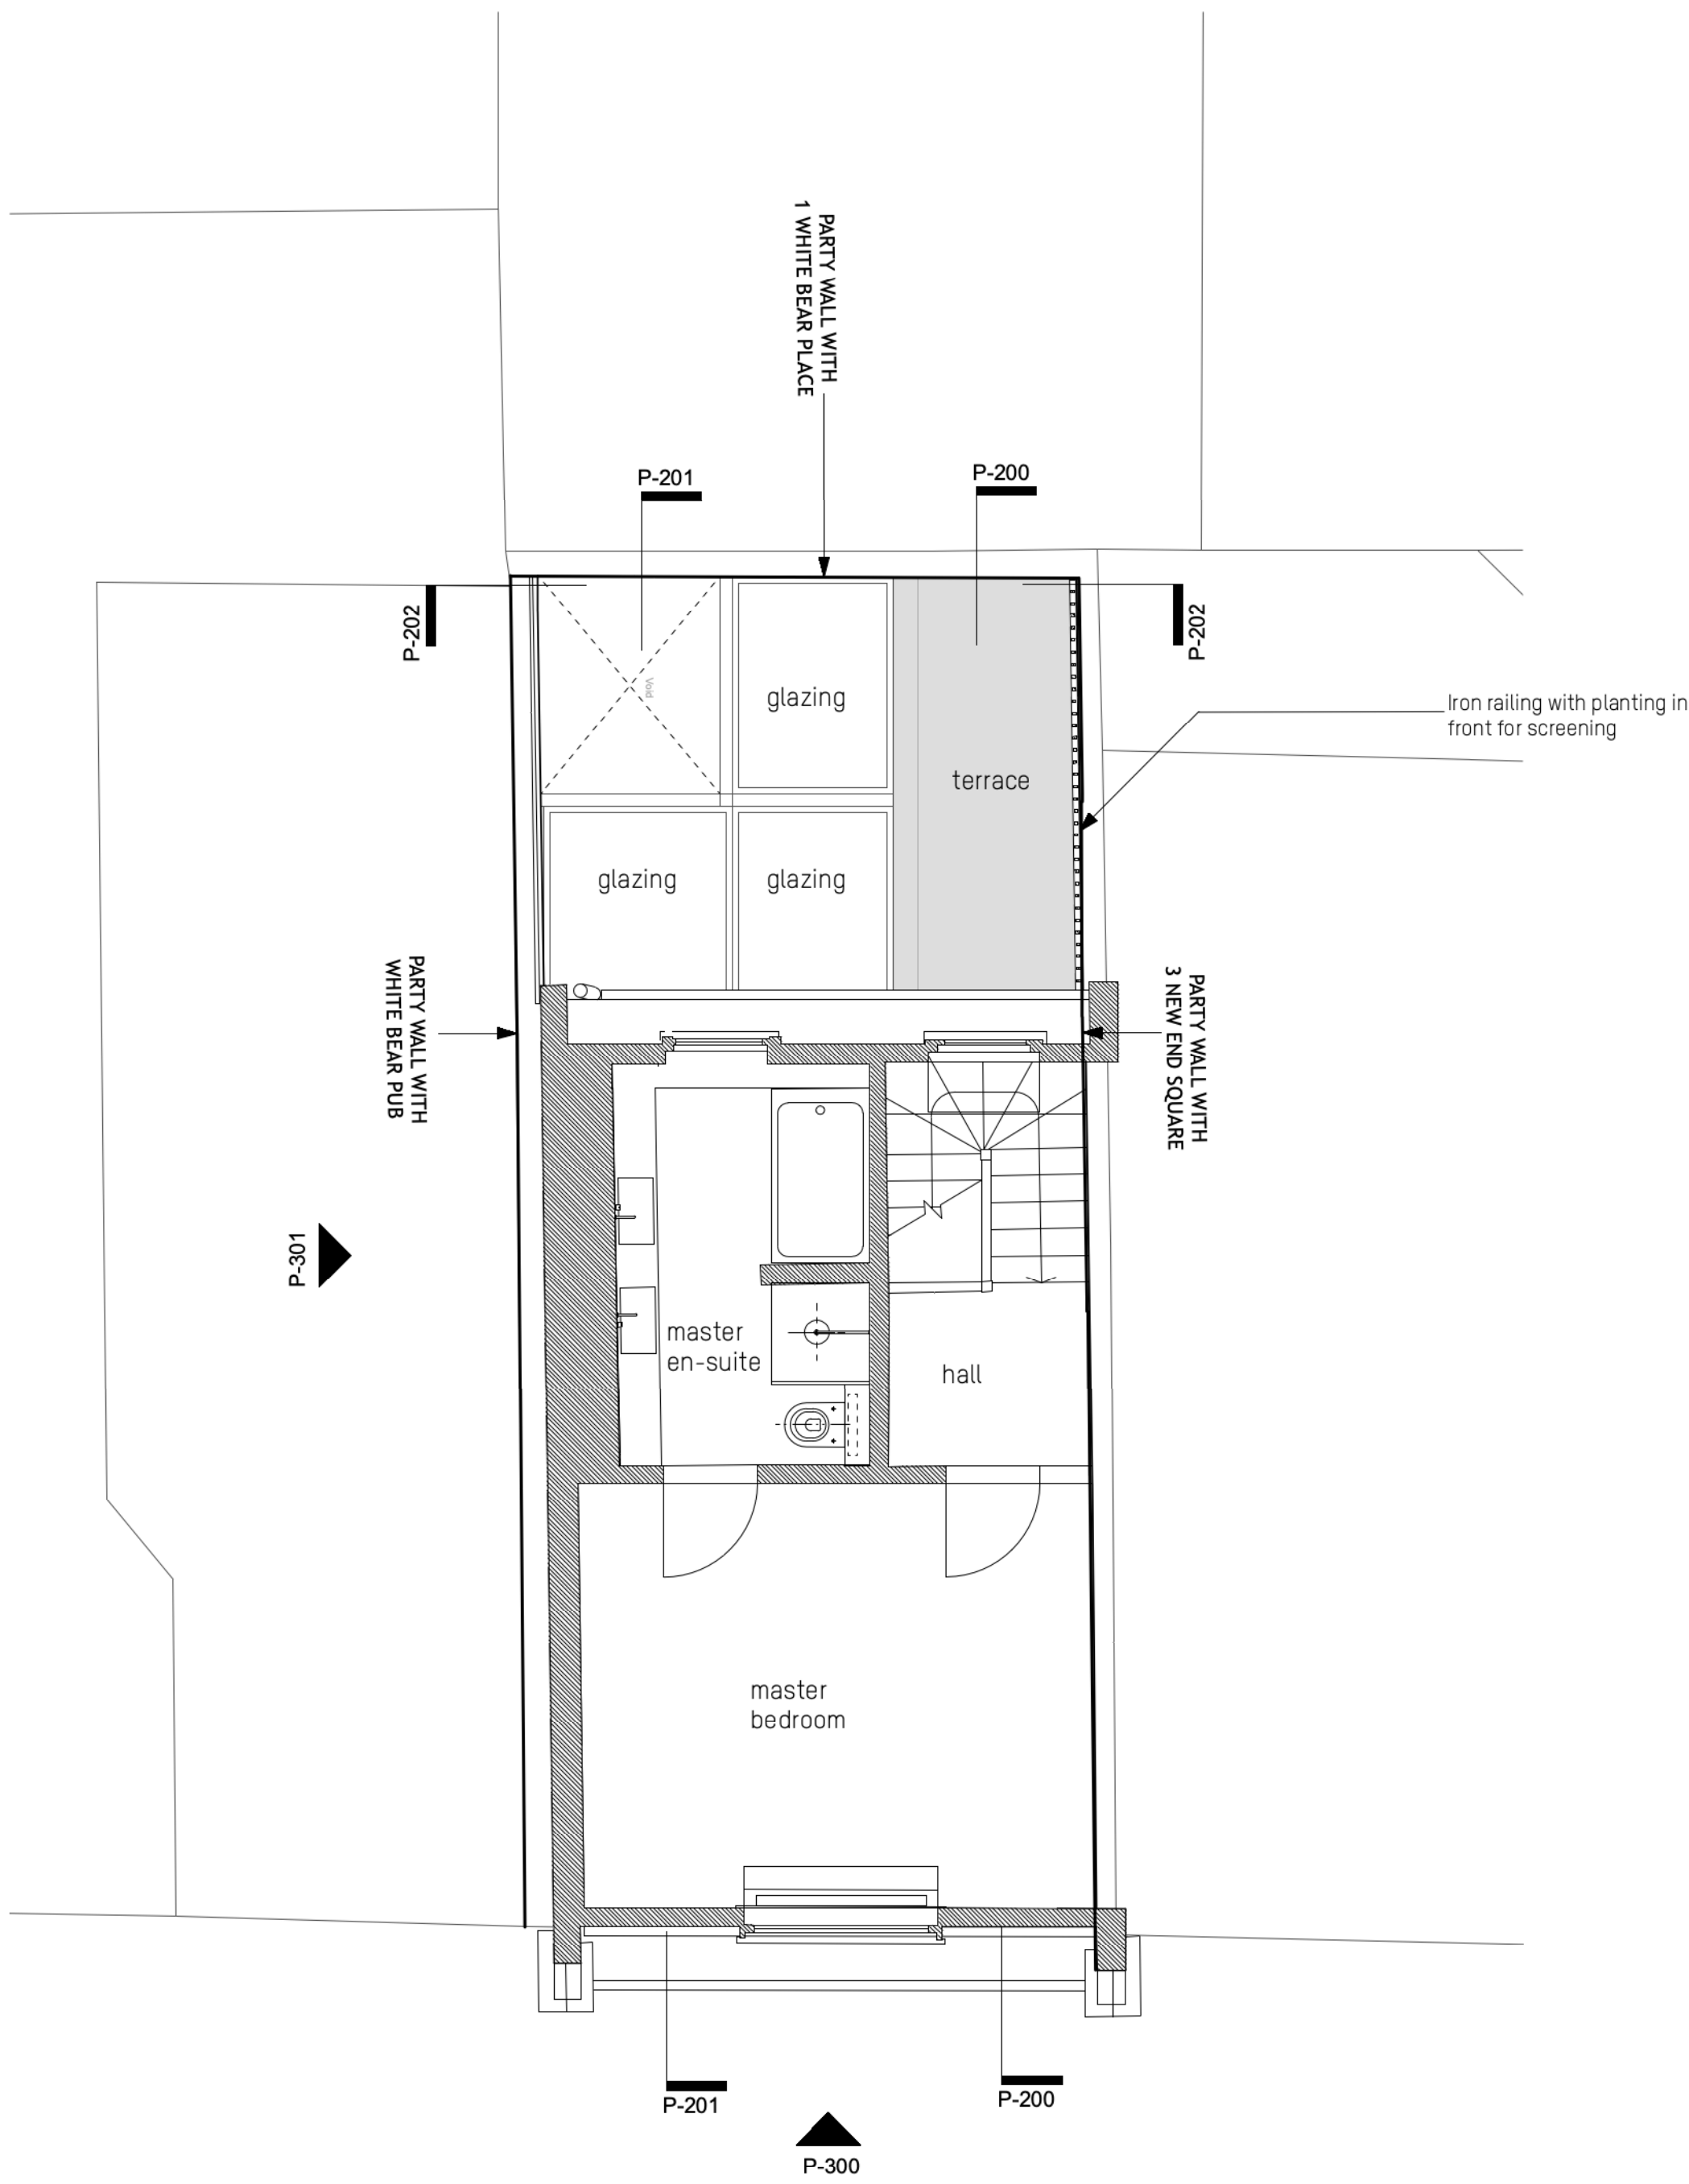 PARTY WALL WITH
1 WHITE BEAR PLACE
P-201
P-200
P-202
P-202
Void
glazing
Iron railing with planting in
front for screening
terrace
glazing
glazing
PARTY WALL WITH
WHITE BEAR PUB
PARTY WALL WITH
3 NEW END SQUARE
P-301
master
en-suite
hall
master
bedroom
P-201
P-200
P-300